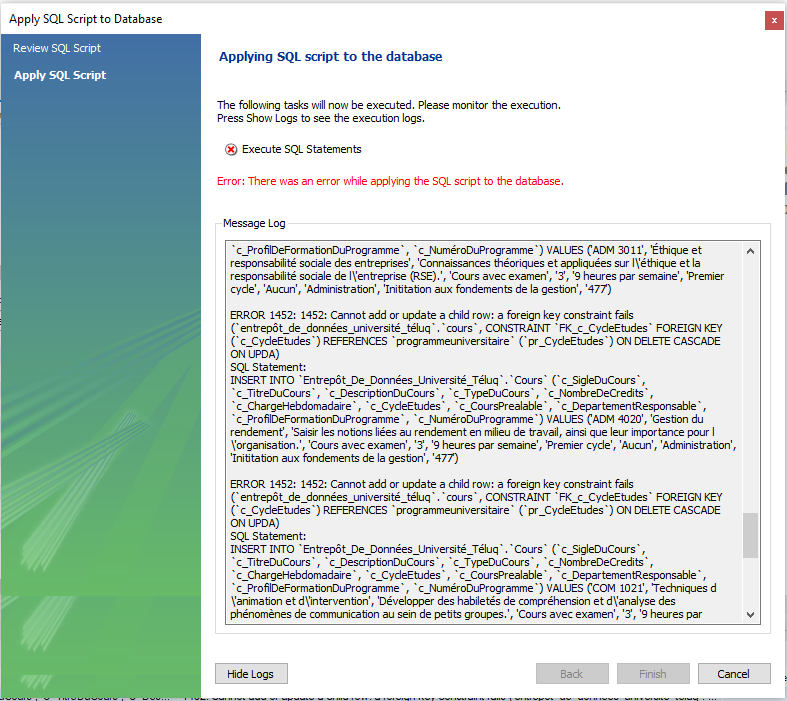 Apply SQL Script to Database
x
Review SQL Script
Apply SQL Script
Applying SQL script to the database
The following tasks will now be executed. Please monitor the execution.
Press Show Logs to see the execution logs.
Execute SQL Statements
Error: There was an error while applying the SQL script to the database.
Message Log
`c_ProfilDeFormationDuProgramme`, `c_NuméroDuProgramme`) VALUES ('ADM 3011', 'Éthique et
responsabilité sociale des entreprises', 'Connaissances théoriques et appliquées sur l\'éthique et la
responsabilité sociale de l\'entreprise (RSE).', 'Cours avec examen', '3', '9 heures par semaine', 'Premier
cycle', 'Aucun', 'Administration', 'Inititation aux fondements de la gestion', '477')
ERROR 1452: 1452: Cannot add or update a child row: a foreign key constraint fails
(`entrepôt_de_données_université_téluq`.`cours`, CONSTRAINT `FK_c_CycleEtudes` FOREIGN KEY
(`c_CycleEtudes`) REFERENCES `programmeuniversitaire` (`pr_CycleEtudes`) ON DELETE CASCADE
ON UPDA)
SQL Statement:
INSERT INTO `Entrepôt_De_Données_Université_Téluq`.`Cours` (`c_SigleDuCours`,
`c_TitreDuCours`, `c_DescriptionDuCours`, `c_TypeDuCours`, `c_NombreDeCredits`,
`c_ChargeHebdomadaire`, `c_CycleEtudes`, `c_CoursPrealable`, `c_DepartementResponsable`,
`c_ProfilDeFormationDuProgramme`, `c_NuméroDuProgramme`) VALUES ('ADM 4020', 'Gestion du
rendement', 'Saisir les notions liées au rendement en milieu de travail, ainsi que leur importance pour l
\'organisation.', 'Cours avec examen', '3', '9 heures par semaine', 'Premier cycle', 'Aucun', 'Administration',
'Inititation aux fondements de la gestion', '477')
ERROR 1452: 1452: Cannot add or update a child row: a foreign key constraint fails
(`entrepôt_de_données_université_téluq`.`cours`, CONSTRAINT `FK_c_CycleEtudes` FOREIGN KEY
(`c_CycleEtudes`) REFERENCES `programmeuniversitaire` (`pr_CycleEtudes`) ON DELETE CASCADE
ON UPDA)
SQL Statement:
INSERT INTO `Entrepôt_De_Données_Université_Téluq`.`Cours` (`c_SigleDuCours`,
`c_TitreDuCours`, `c_DescriptionDuCours`, `c_TypeDuCours`, `c_NombreDeCredits`,
`c_ChargeHebdomadaire`, `c_CycleEtudes`, `c_CoursPrealable`, `c_DepartementResponsable`,
`c_ProfilDeFormationDuProgramme`, `c_NuméroDuProgramme`) VALUES ('COM 1021', 'Techniques d
\'animation et d\'intervention', 'Développer des habiletés de compréhension et d\'analyse des
phénomènes de communication au sein de petits groupes.', 'Cours avec examen', '3', '9 heures par
Hide Logs
Back
Finish
Cancel